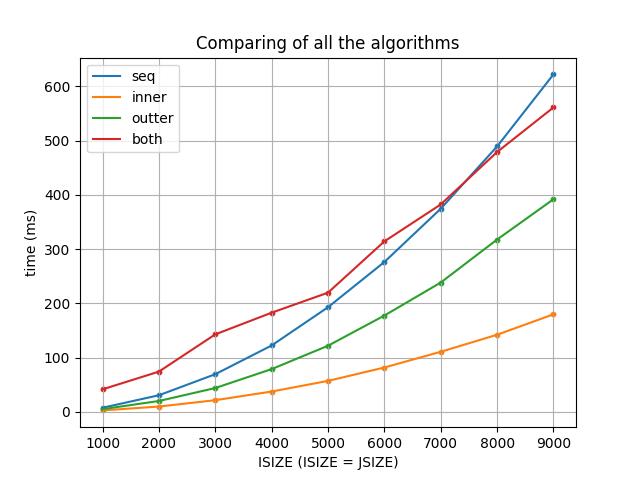 Comparing of all the algorithms
seq
inner
outter
both
600
500
400
300
200
100
0
time (ms)
1000 2000 3000 4000 5000 6000 7000 8000 9000
ISIZE (ISIZE = JSIZE)